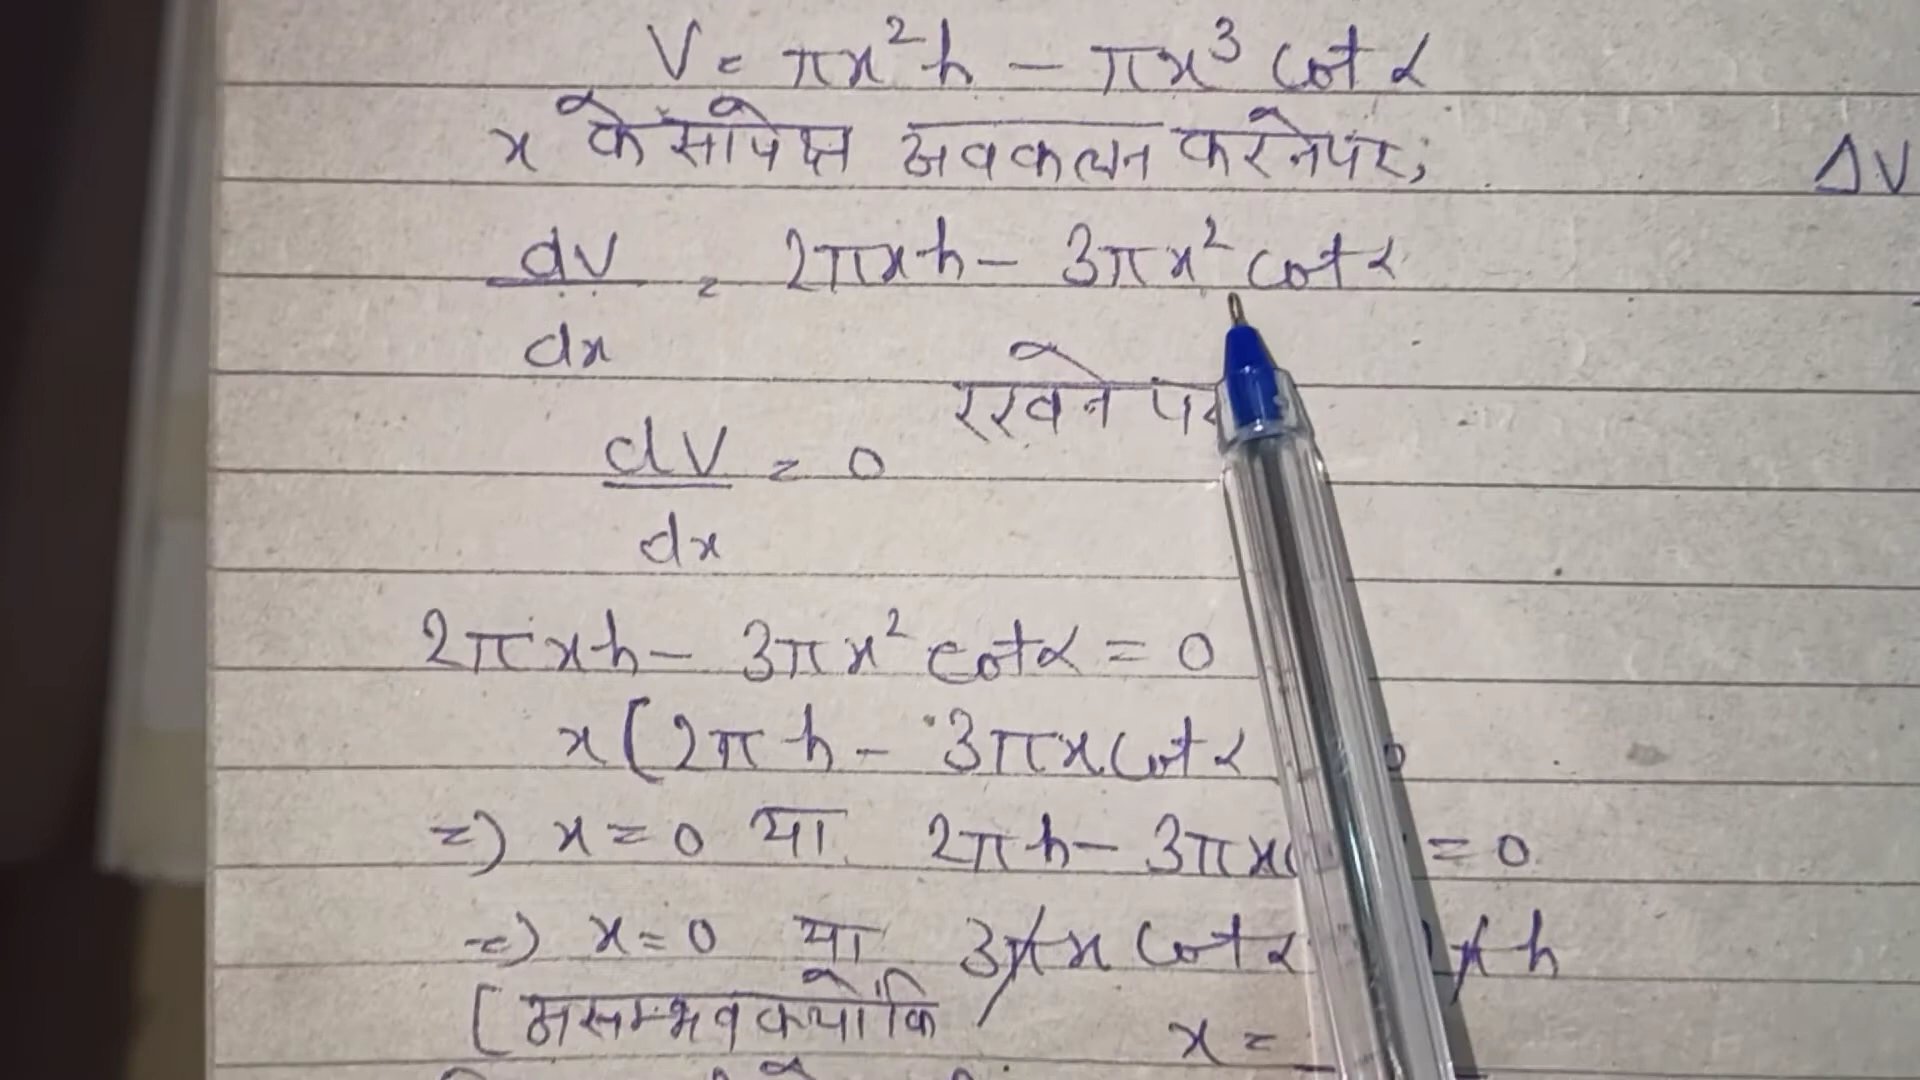 V = πx²h - πx³ cot α
x के सापेक्ष अवकलन करने पर,
ΔV
dV/dx = 2πxh - 3πx² cot α
रखने पर
dV/dx = 0
2πxh - 3πx² cot α = 0
x(2πh - 3πx cot α
=) x = 0 या 2πh - 3πx = 0
=) x = 0 या 3πx cot α πh
[असम्भव क्योंकि
x =